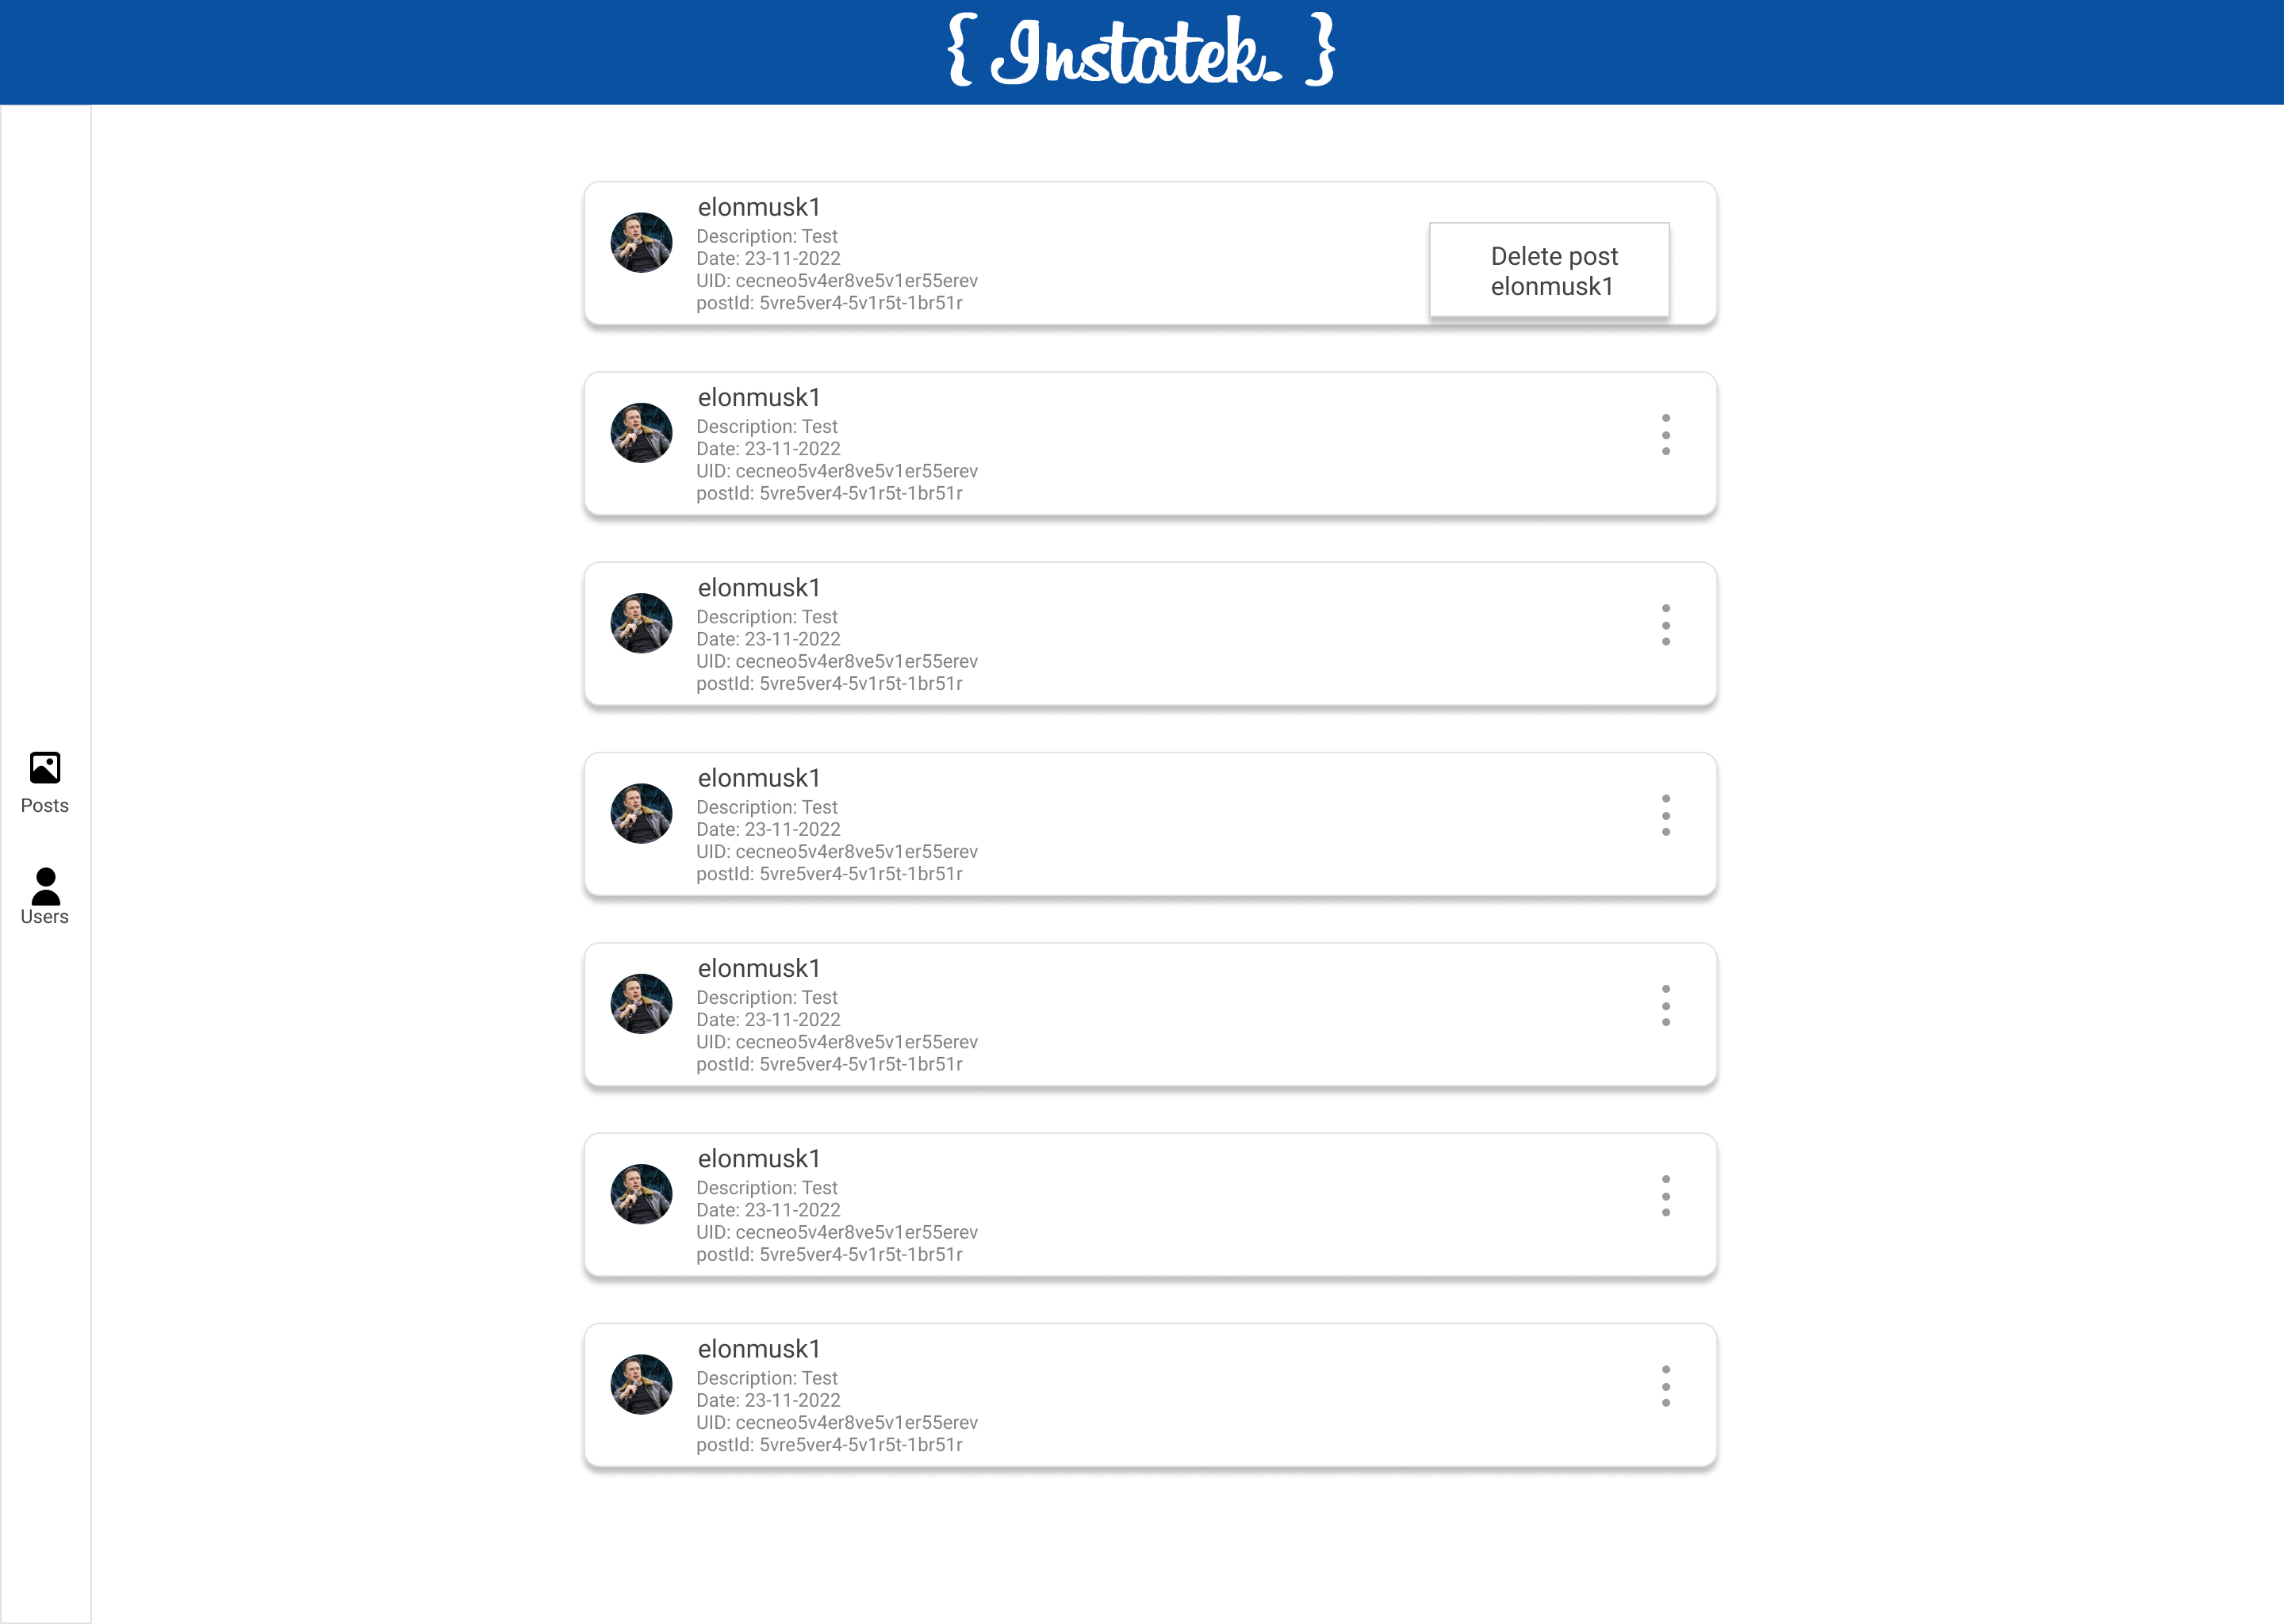 { Instatek. }
elonmusk1
Description: Test
Date: 23-11-2022
UID: cecneo5v4er8ve5v1er55erev
postId: 5vre5ver4-5v1r5t-1br51r
Delete post
elonmusk1
elonmusk1
Description: Test
Date: 23-11-2022
UID: cecneo5v4er8ve5v1er55erev
postId: 5vre5ver4-5v1r5t-1br51r
elonmusk1
Description: Test
Date: 23-11-2022
UID: cecneo5v4er8ve5v1er55erev
postId: 5vre5ver4-5v1r5t-1br51r
Posts
Users
elonmusk1
Description: Test
Date: 23-11-2022
UID: cecneo5v4er8ve5v1er55erev
postId: 5vre5ver4-5v1r5t-1br51r
elonmusk1
Description: Test
Date: 23-11-2022
UID: cecneo5v4er8ve5v1er55erev
postId: 5vre5ver4-5v1r5t-1br51r
elonmusk1
Description: Test
Date: 23-11-2022
UID: cecneo5v4er8ve5v1er55erev
postId: 5vre5ver4-5v1r5t-1br51r
elonmusk1
Description: Test
Date: 23-11-2022
UID: cecneo5v4er8ve5v1er55erev
postId: 5vre5ver4-5v1r5t-1br51r